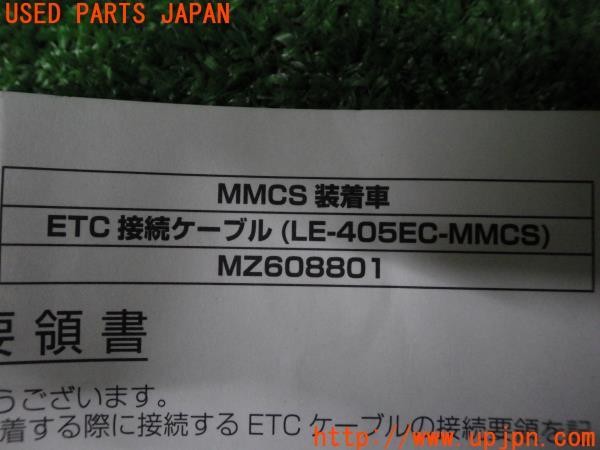 USED PARTS JAPAN
MMCS 装着車
ETC 接続ケーブル (LE-405EC-MMCS)
MZ608801
要領書
うございます。
着する際に接続する ETC ケーブルの接続要領を記
http://www.upjpn.com